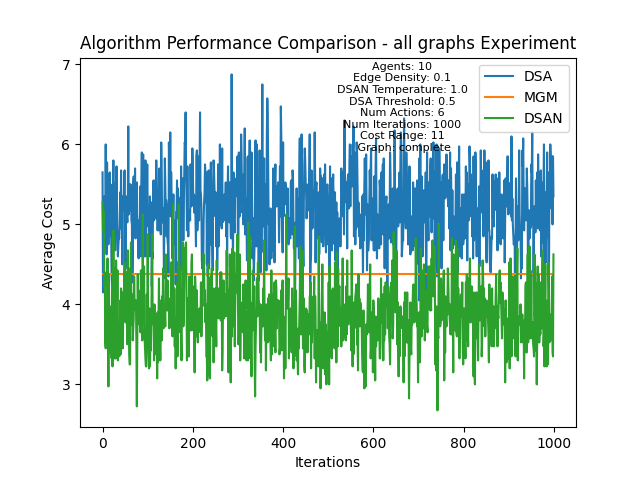 Algorithm Performance Comparison - all graphs Experiment
Agents: 10
Edge Density: 0.1
DSAN Temperature: 1.0
DSA Threshold: 0.5
Num Actions: 6
Num Iterations: 1000
Cost Range: 11
Graph: complete
DSA
MGM
DSAN
Average Cost
7
6
5
4
3
0
200
400
600
800
1000
Iterations